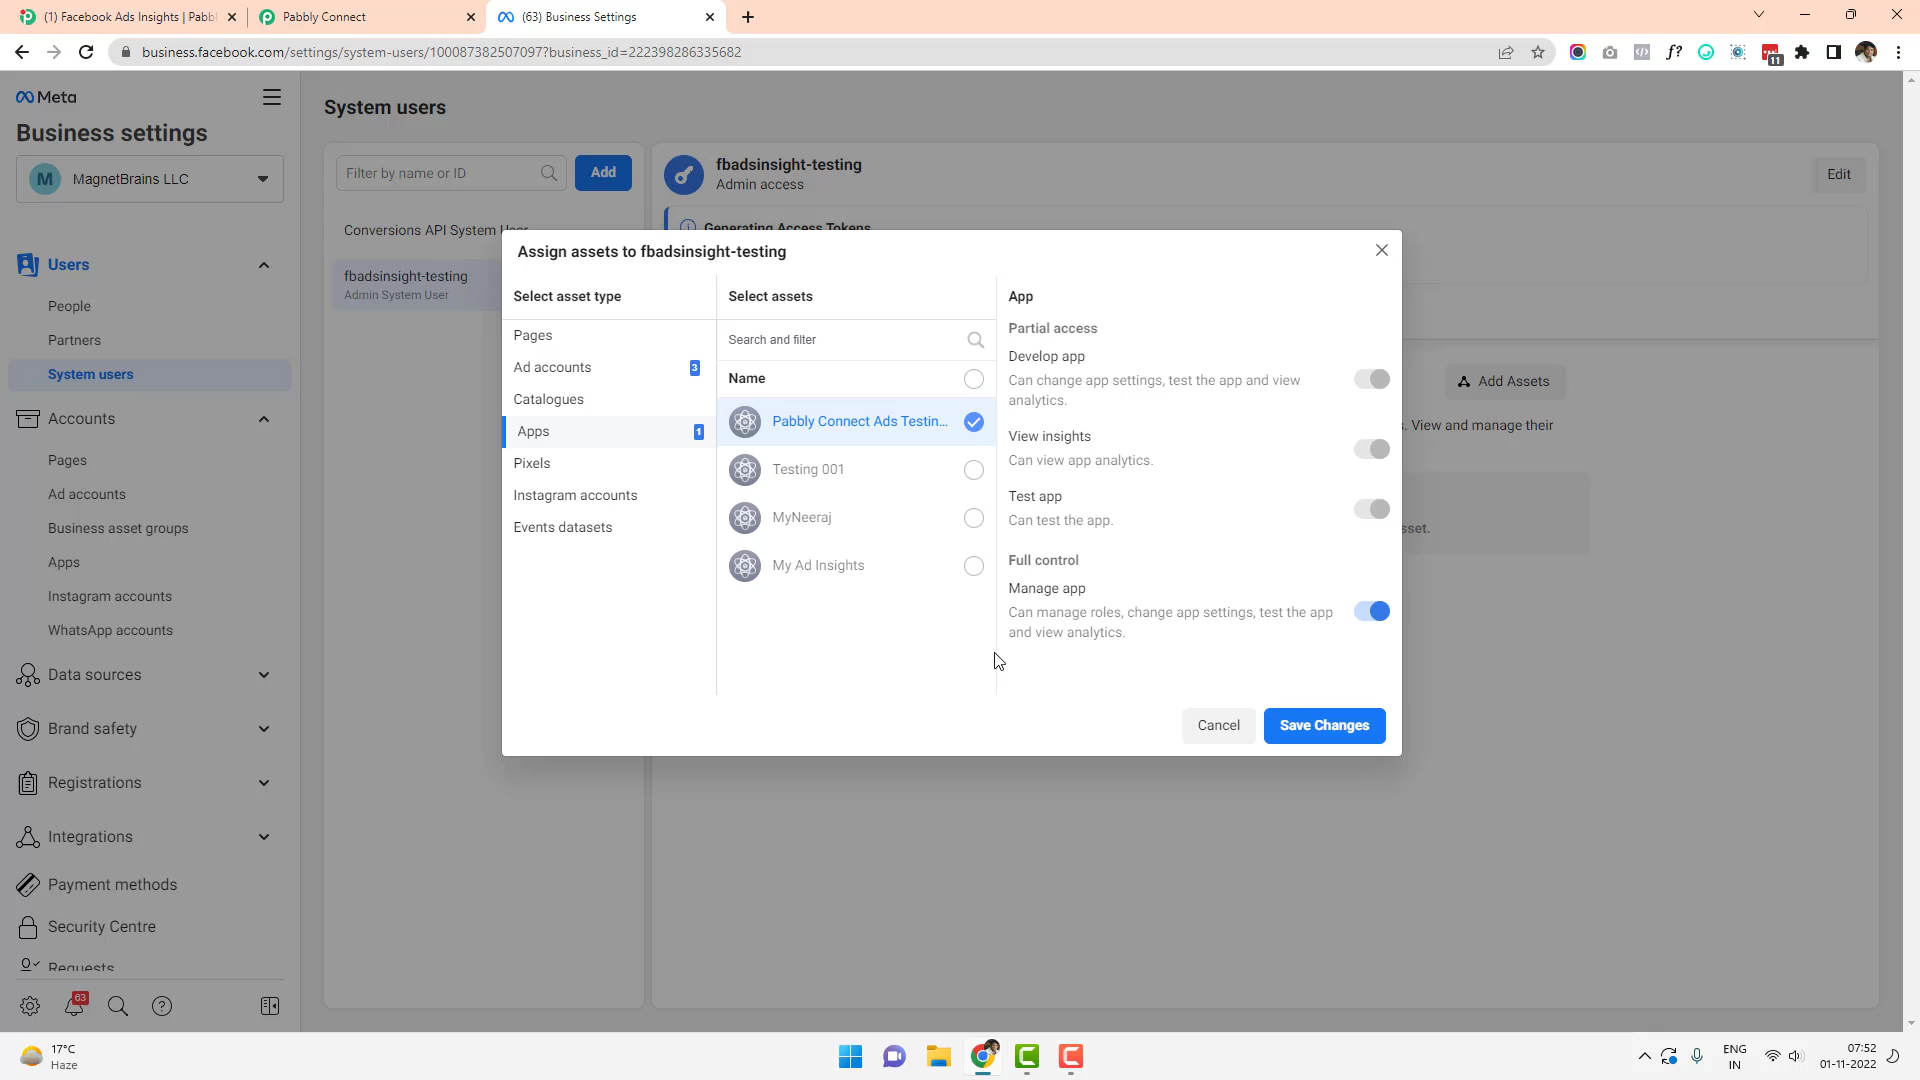 (1) Facebook Ads Insights | Pabbl
Pabbly Connect
(63) Business Settings
business.facebook.com/settings/system-users/100087382507097?business_id=222398286335682
f?
11
Meta
Business settings
M
MagnetBrains LLC
Users
People
Partners
System users
Accounts
Pages
Ad accounts
Business asset groups
Apps
Instagram accounts
WhatsApp accounts
Data sources
Brand safety
Registrations
Integrations
Payment methods
Security Centre
Requests
63
System users
Filter by name or ID
Add
Conversions API System User
fbadsinsight-testing
Admin System User
fbadsinsight-testing
Admin access
Edit
Generating Access Tokens
Add Assets
s. View and manage their
sset.
Assign assets to fbadsinsight-testing
Select asset type
Pages
Ad accounts
3
Catalogues
Apps
1
Pixels
Instagram accounts
Events datasets
Select assets
Search and filter
Name
Pabbly Connect Ads Testin...
Testing 001
MyNeeraj
My Ad Insights
App
Partial access
Develop app
Can change app settings, test the app and view
analytics.
View insights
Can view app analytics.
Test app
Can test the app.
Full control
Manage app
Can manage roles, change app settings, test the app
and view analytics.
Cancel
Save Changes
17°C
Haze
ENG
IN
07:52
01-11-2022